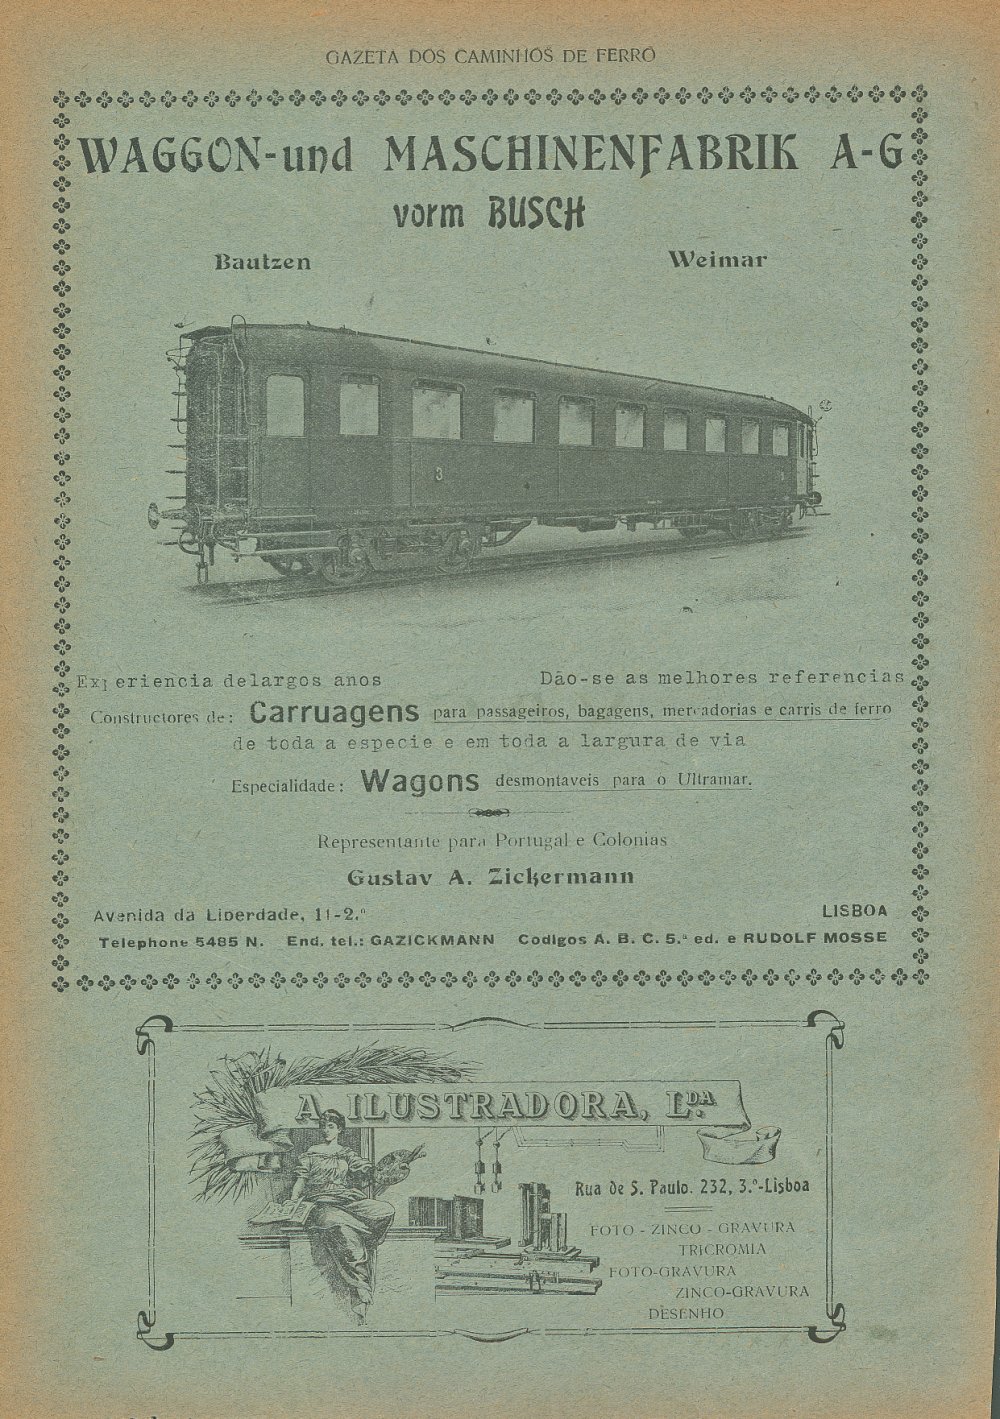 GAZETA DOS CAMINHOS DE FERRO
WAGGON-und MASCHINENFABRIK A-G
vorm BUSCH
Bautzen Weimar
3
Experiencia delargos anos Dão-se as melhores referencias
Constructores de: Carruagens para passageiros, bagagens, mercadorias e carris de ferro
de toda a especie e em toda a largura de via
Especialidade: Wagons desmontaveis para o Ultramar.
Representante para Portugal e Colonias
Gustav A. Zickermann
Avenida da Liberdade, 11-2.º LISBOA
Telephone 5485 N. End. tel.: GAZICKMANN Codigos A. B. C. 5.ª ed. e RUDOLF MOSSE
A ILUSTRADORA, L.DA
Rua de S. Paulo. 232, 3.º-Lisboa
FOTO - ZINCO - GRAVURA
TRICROMIA
FOTO-GRAVURA
ZINCO-GRAVURA
DESENHO